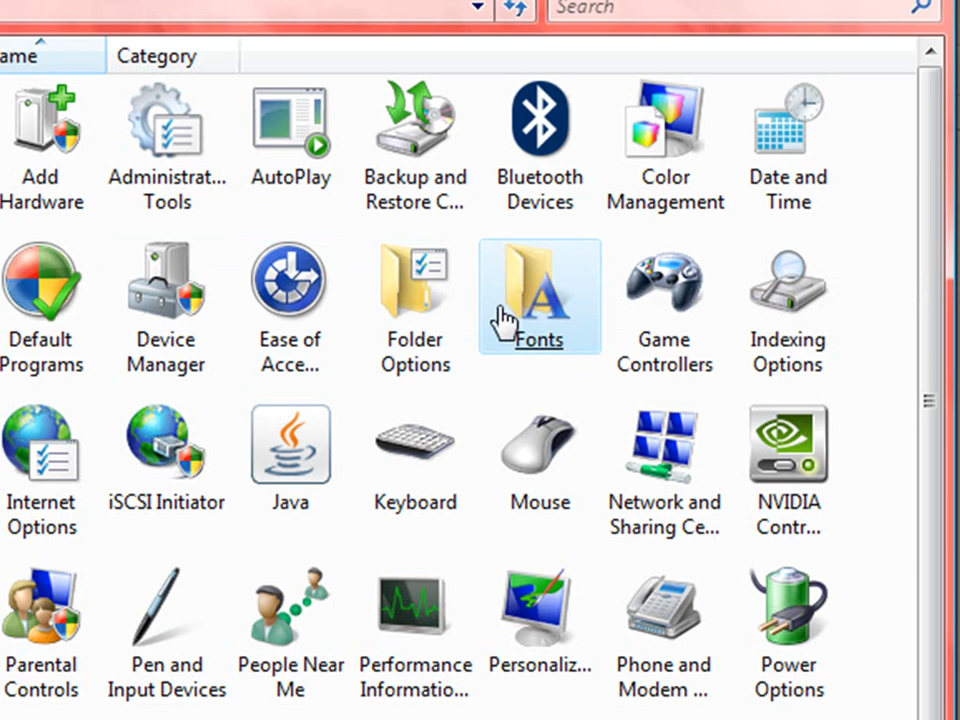 Search
ame
Category
Add
Hardware
Administrat...
Tools
AutoPlay
Backup and
Restore C...
Bluetooth
Devices
Color
Management
Date and
Time
Default
Programs
Device
Manager
Ease of
Acce...
Folder
Options
Fonts
Game
Controllers
Indexing
Options
Internet
Options
iSCSI Initiator
Java
Keyboard
Mouse
Network and
Sharing Ce...
NVIDIA
Contr...
Parental
Controls
Pen and
Input Devices
People Near
Me
Performance
Informatio...
Personaliz...
Phone and
Modem ...
Power
Options